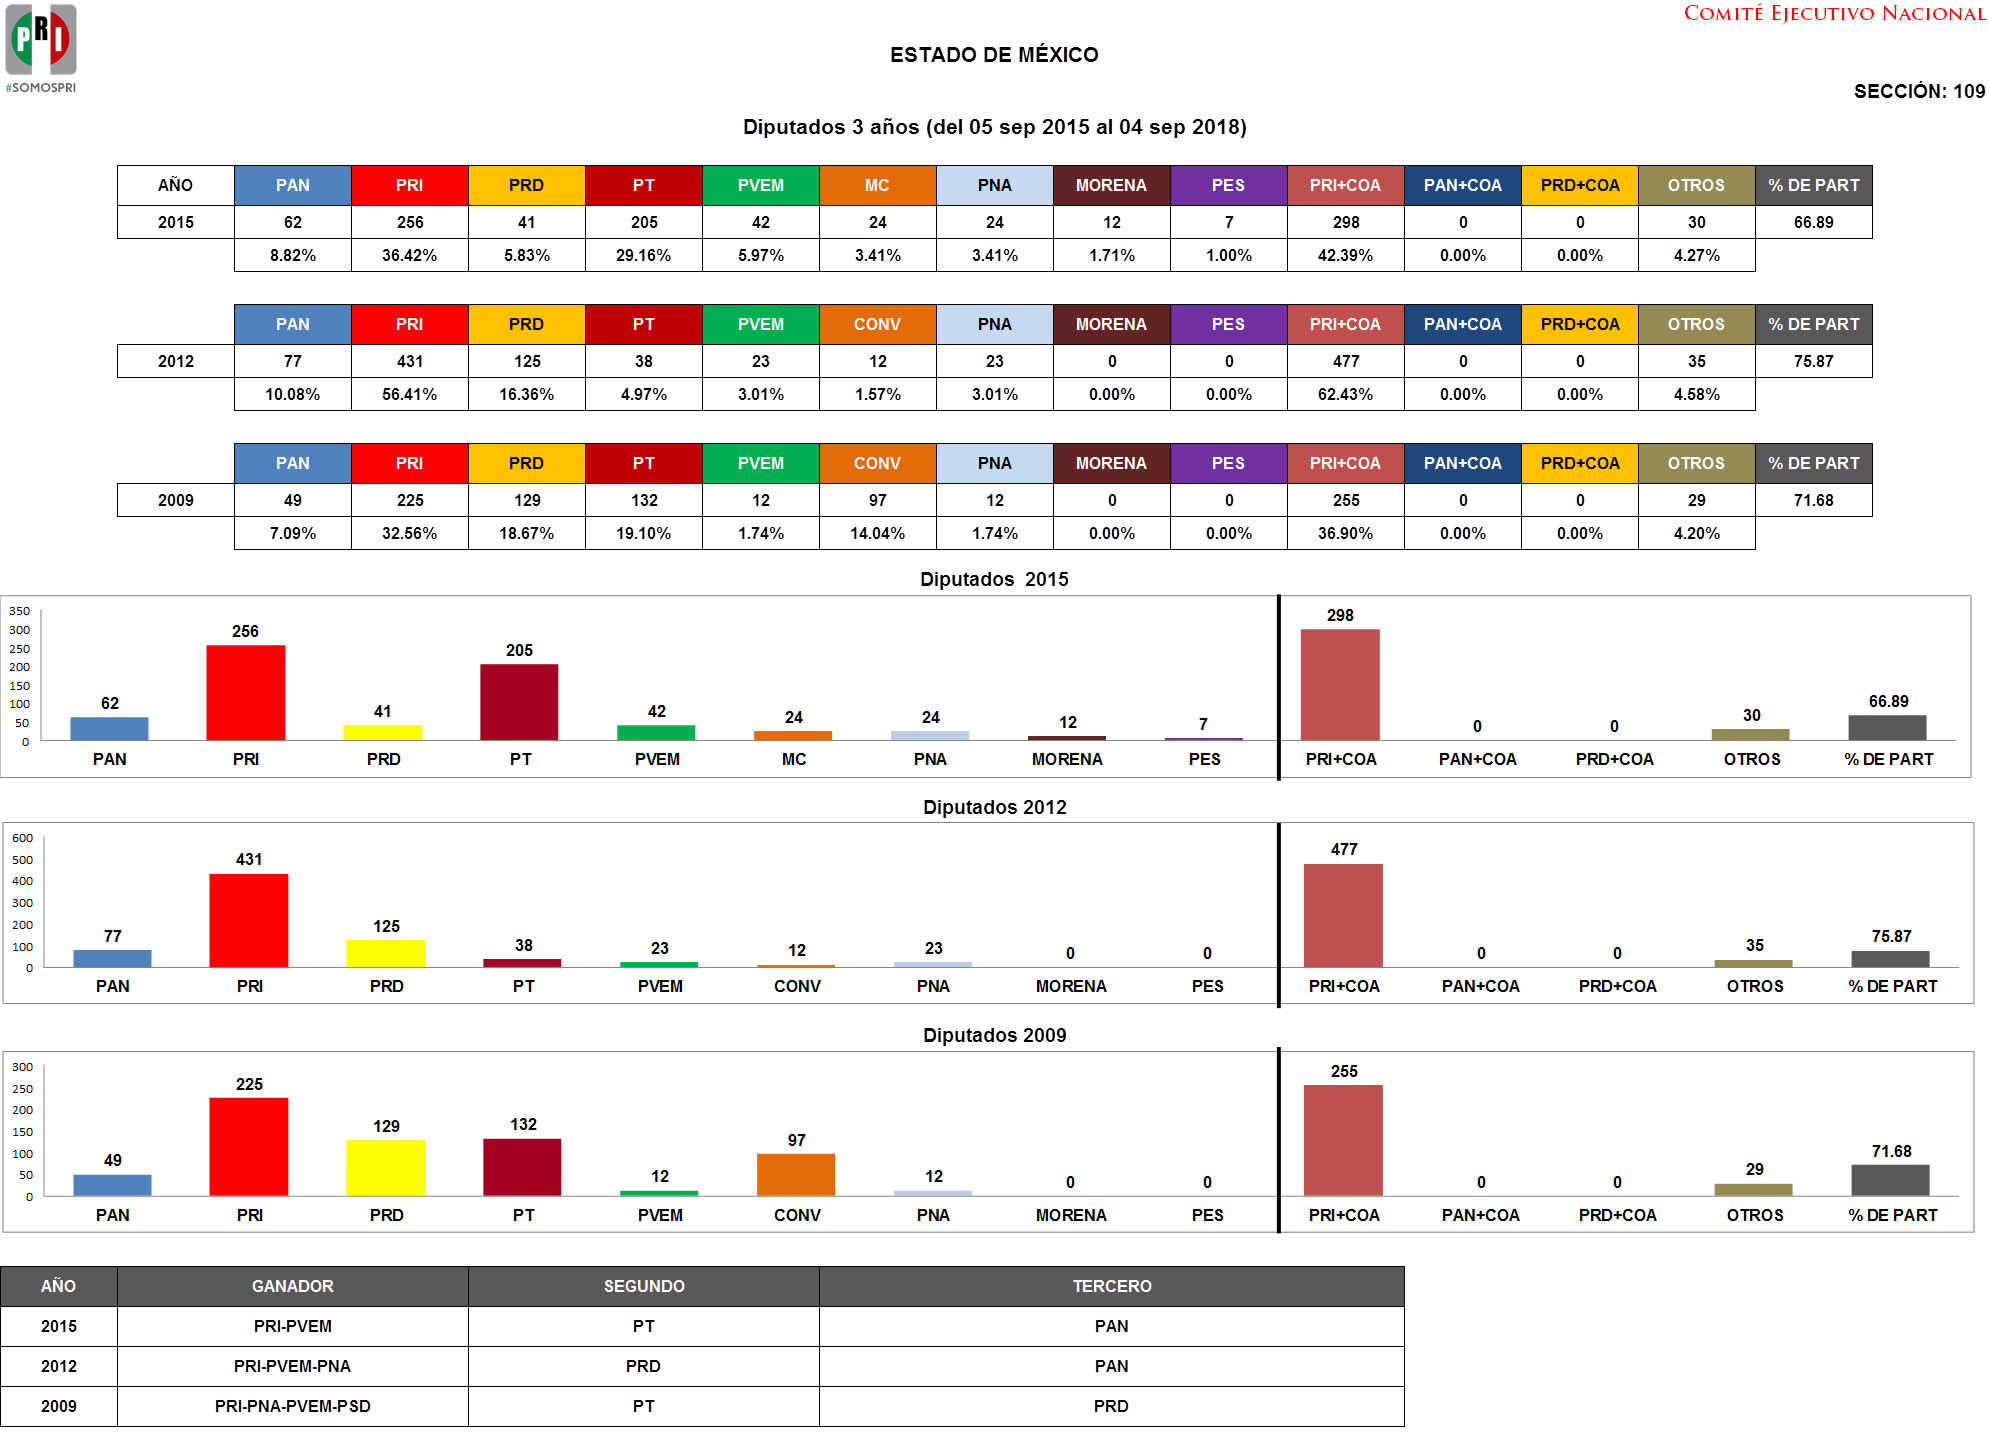 PRI
#SOMOSPRI
COMITÉ EJECUTIVO NACIONAL
ESTADO DE MÉXICO
SECCIÓN: 109
Diputados 3 años (del 05 sep 2015 al 04 sep 2018)
AÑO PAN PRI PRD PT PVEM MC PNA MORENA PES PRI+COA PAN+COA PRD+COA OTROS % DE PART
2015 62 256 41 205 42 24 24 12 7 298 0 0 30 66.89
8.82% 36.42% 5.83% 29.16% 5.97% 3.41% 3.41% 1.71% 1.00% 42.39% 0.00% 0.00% 4.27%
PAN PRI PRD PT PVEM CONV PNA MORENA PES PRI+COA PAN+COA PRD+COA OTROS % DE PART
2012 77 431 125 38 23 12 23 0 0 477 0 0 35 75.87
10.08% 56.41% 16.36% 4.97% 3.01% 1.57% 3.01% 0.00% 0.00% 62.43% 0.00% 0.00% 4.58%
PAN PRI PRD PT PVEM CONV PNA MORENA PES PRI+COA PAN+COA PRD+COA OTROS % DE PART
2009 49 225 129 132 12 97 12 0 0 255 0 0 29 71.68
7.09% 32.56% 18.67% 19.10% 1.74% 14.04% 1.74% 0.00% 0.00% 36.90% 0.00% 0.00% 4.20%
Diputados 2015
350
300
250
200
150
100
50
0
62 256 41 205 42 24 24 12 7 298 0 0 30 66.89
PAN PRI PRD PT PVEM MC PNA MORENA PES PRI+COA PAN+COA PRD+COA OTROS % DE PART
Diputados 2012
600
500
400
300
200
100
0
77 431 125 38 23 12 23 0 0 477 0 0 35 75.87
PAN PRI PRD PT PVEM CONV PNA MORENA PES PRI+COA PAN+COA PRD+COA OTROS % DE PART
Diputados 2009
300
250
200
150
100
50
0
49 225 129 132 12 97 12 0 0 255 0 0 29 71.68
PAN PRI PRD PT PVEM CONV PNA MORENA PES PRI+COA PAN+COA PRD+COA OTROS % DE PART
AÑO GANADOR SEGUNDO TERCERO
2015 PRI-PVEM PT PAN
2012 PRI-PVEM-PNA PRD PAN
2009 PRI-PNA-PVEM-PSD PT PRD